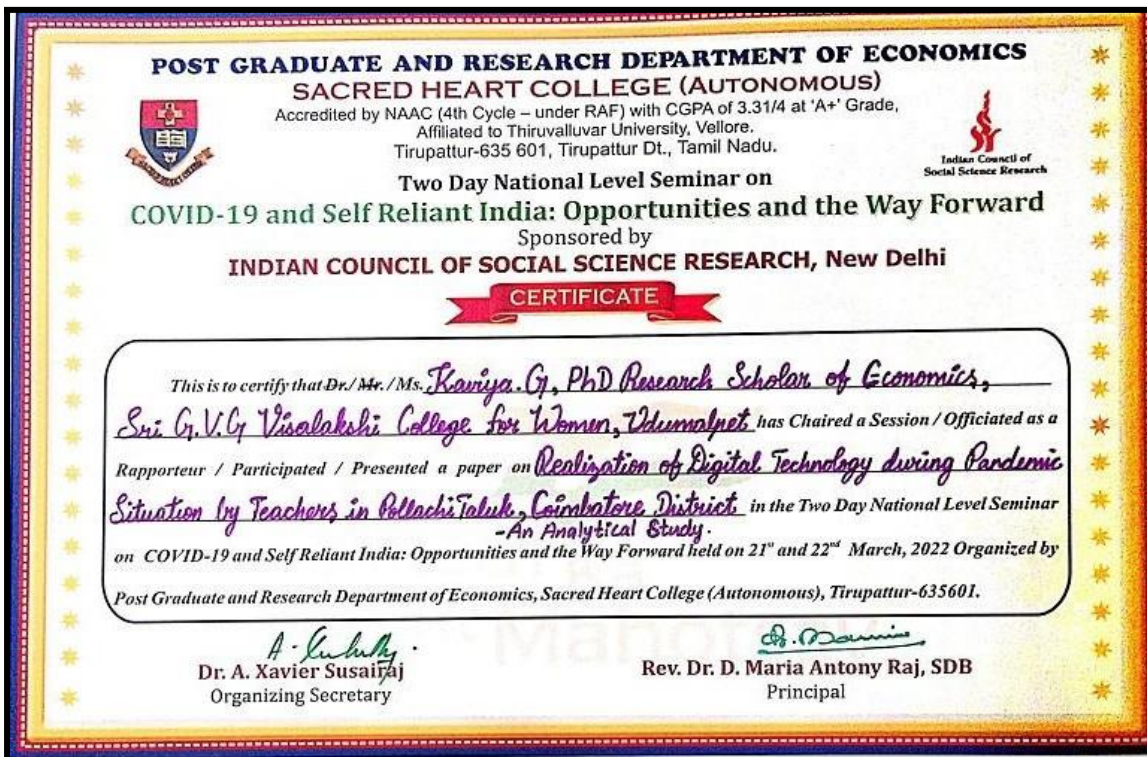 POST GRADUATE AND RESEARCH DEPARTMENT OF ECONOMICS
SACRED HEART COLLEGE (AUTONOMOUS)
Accredited by NAAC (4th Cycle – under RAF) with CGPA of 3.31/4 at 'A+' Grade,
Affiliated to Thiruvalluvar University, Vellore.
Tirupattur-635 601, Tirupattur Dt., Tamil Nadu.
Indian Council of
Social Science Research
Two Day National Level Seminar on
COVID-19 and Self Reliant India: Opportunities and the Way Forward
Sponsored by
INDIAN COUNCIL OF SOCIAL SCIENCE RESEARCH, New Delhi
CERTIFICATE
This is to certify that Dr./Mr./Ms. Kaviya. G, PhD Research Scholar of Economics,
Sri G.V.G Visalakshi College for Women, Udumalpet has Chaired a Session / Officiated as a
Rapporteur / Participated / Presented a paper on Realization of Digital Technology during Pandemic
Situation by Teachers in Pollachi Taluk, Coimbatore District in the Two Day National Level Seminar
-An Analytical Study.
on COVID-19 and Self Reliant India: Opportunities and the Way Forward held on 21st and 22nd March, 2022 Organized by
Post Graduate and Research Department of Economics, Sacred Heart College (Autonomous), Tirupattur-635601.
Dr. A. Xavier Susairaj
Organizing Secretary
Rev. Dr. D. Maria Antony Raj, SDB
Principal